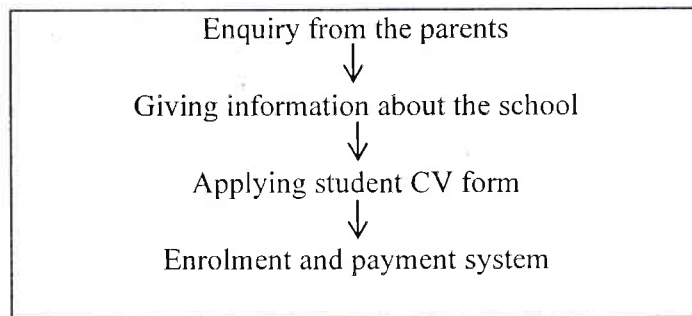 Enquiry from the parents
Giving information about the school
Applying student CV form
Enrolment and payment system